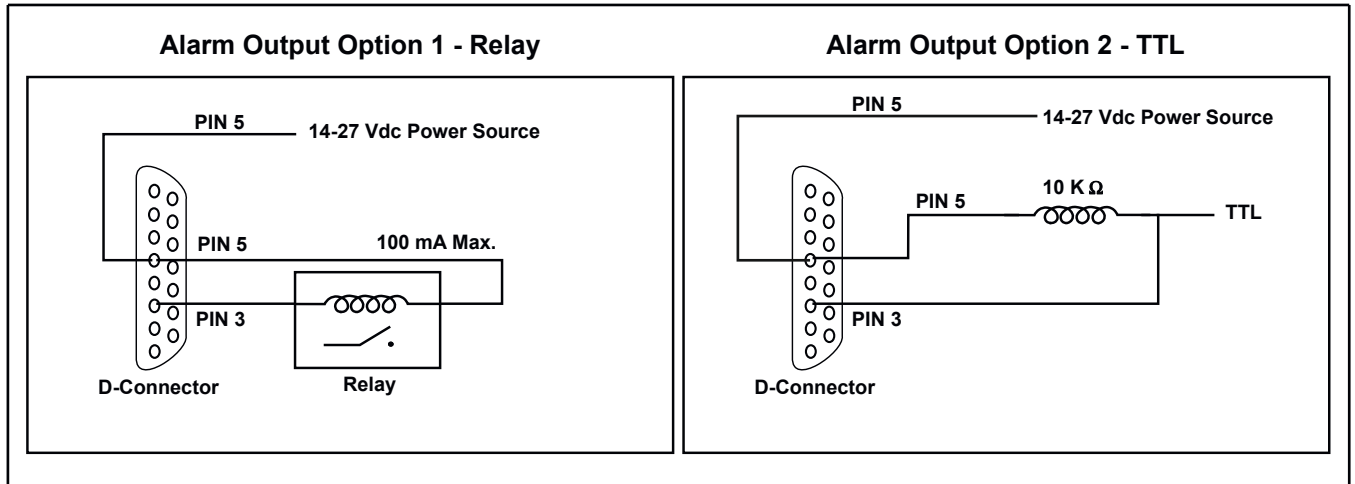 Alarm Output Option 1 - Relay
PIN 5
14-27 Vdc Power Source
PIN 5
100 mA Max.
PIN 3
D-Connector
Relay
Alarm Output Option 2 - TTL
PIN 5
14-27 Vdc Power Source
10 K Ω
PIN 5
TTL
PIN 3
D-Connector